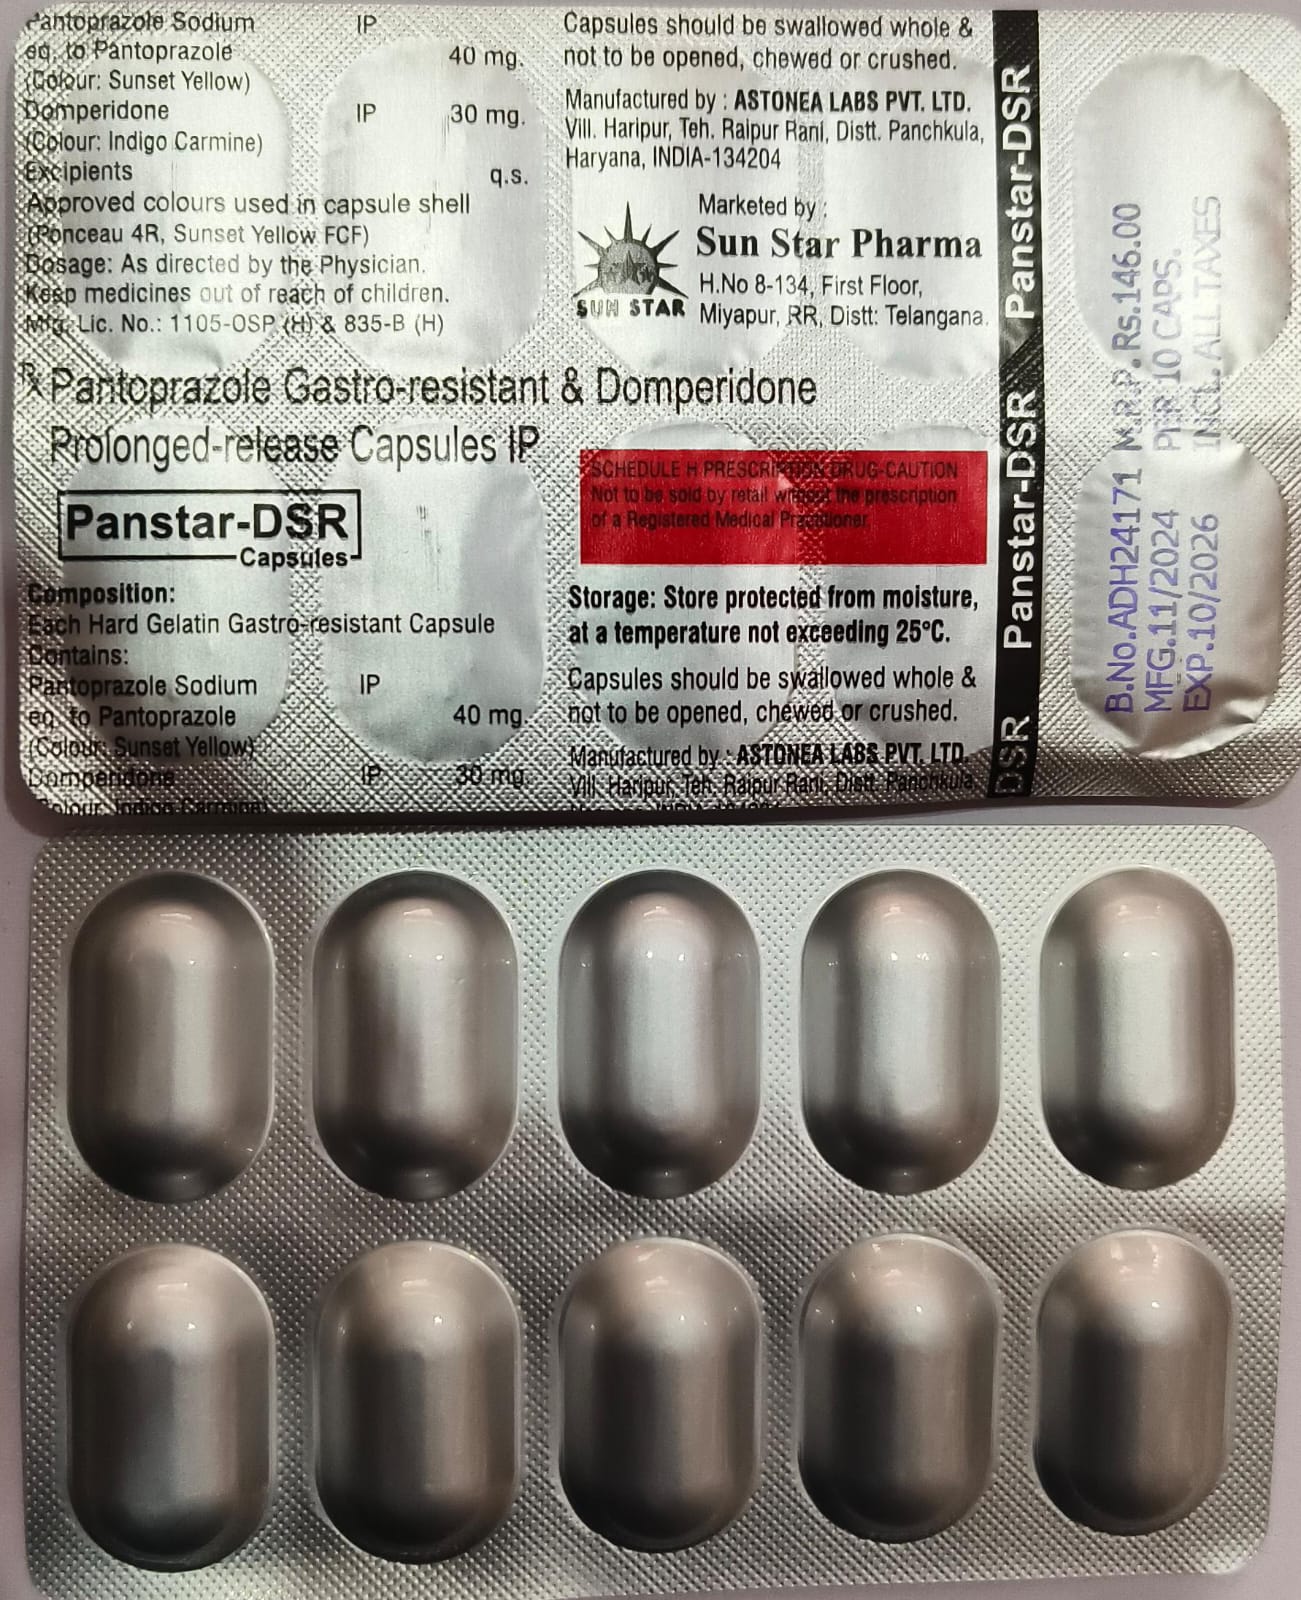 Pantoprazole Sodium IP
eq. to Pantoprazole 40 mg.
(Colour: Sunset Yellow)
Domperidone IP 30 mg.
(Colour: Indigo Carmine)
Excipients q.s.
Approved colours used in capsule shell
(Ponceau 4R, Sunset Yellow FCF)
Dosage: As directed by the Physician.
Keep medicines out of reach of children.
Mfg. Lic. No.: 1105-OSP (H) & 835-B (H)
Capsules should be swallowed whole &
not to be opened, chewed or crushed.
Manufactured by : ASTONEA LABS PVT. LTD.
Vill. Haripur, Teh. Raipur Rani, Distt. Panchkula,
Haryana, INDIA-134204
Marketed by :
Sun Star Pharma
H.No 8-134, First Floor,
Miyapur, RR, Distt: Telangana.
SUN STAR
Rx Pantoprazole Gastro-resistant & Domperidone
Prolonged-release Capsules IP
Panstar-DSR
Capsules
Composition:
Each Hard Gelatin Gastro-resistant Capsule
Contains:
Pantoprazole Sodium IP
eq. to Pantoprazole 40 mg.
(Colour: Sunset Yellow)
Domperidone IP 30 mg.
Colour: Indigo Carmine)
SCHEDULE H PRESCRIPTION DRUG-CAUTION
Not to be sold by retail without the prescription
of a Registered Medical Practitioner
Storage: Store protected from moisture,
at a temperature not exceeding 25°C.
Capsules should be swallowed whole &
not to be opened, chewed or crushed.
Manufactured by : ASTONEA LABS PVT. LTD.
Vill. Haripur, Teh. Raipur Rani, Distt. Panchkula,
DSR Panstar-DSR Panstar-DSR Panstar-DSR
B.No.ADH24171 M.R.P. Rs.146.00
MFG.11/2024 PER 10 CAPS.
EXP.10/2026 INCL. ALL TAXES